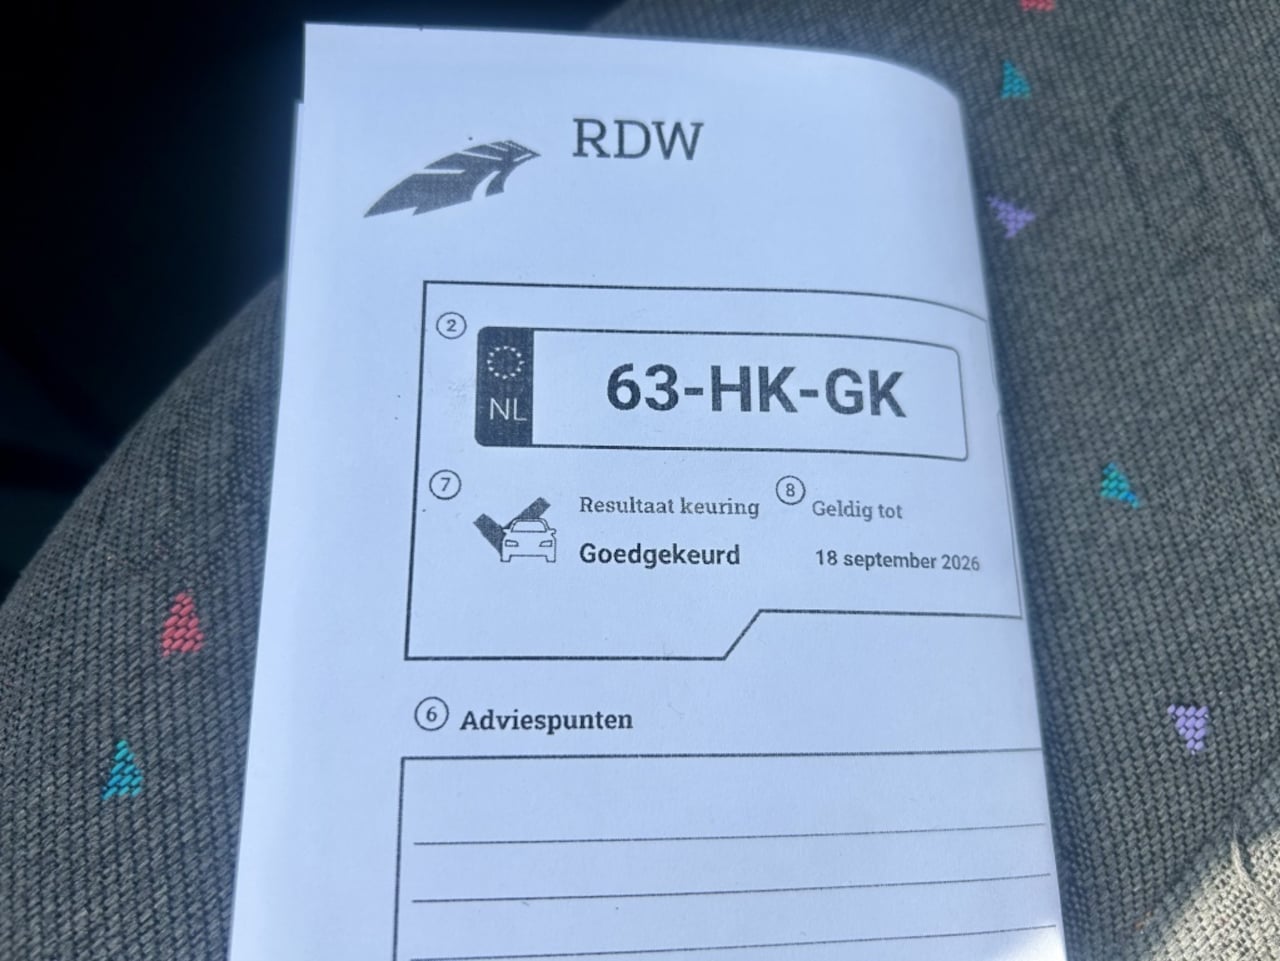 RDW
2
NL
63-HK-GK
7
Resultaat keuring
8
Geldig tot
Goedgekeurd
18 september 2026
6
Adviespunten